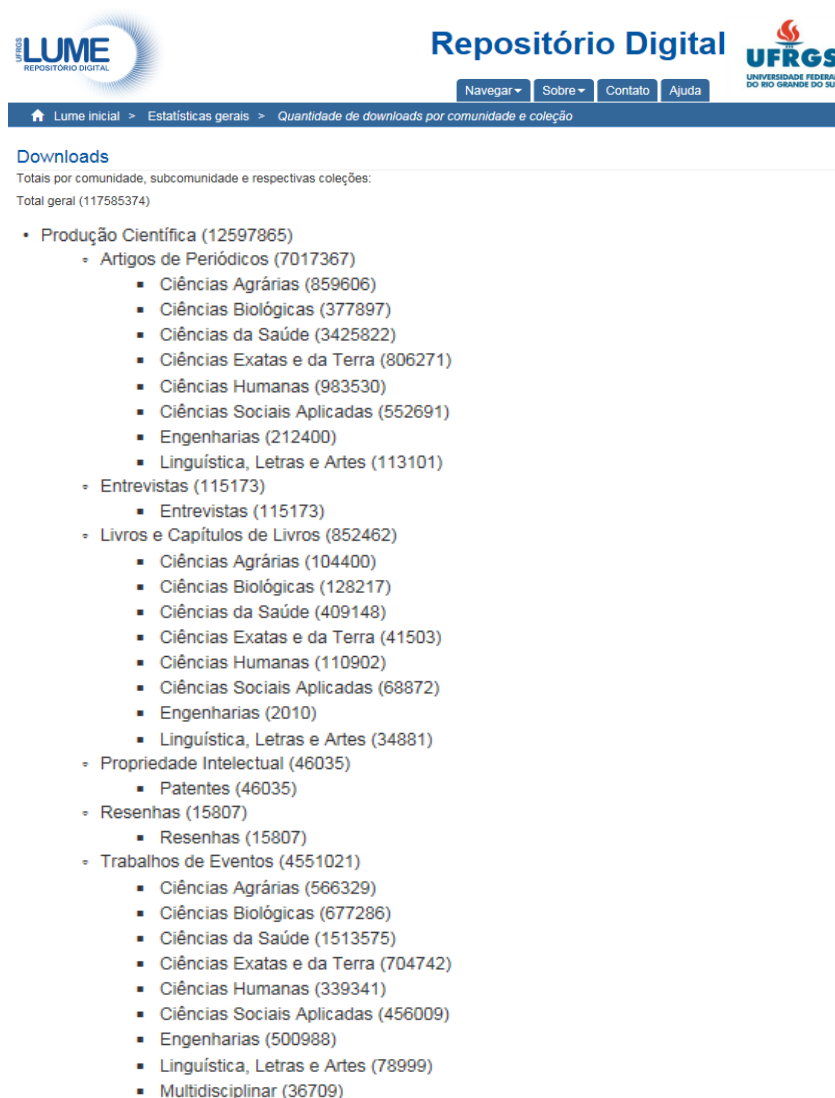 UFRGS
LUME
REPOSITÓRIO DIGITAL
Repositório Digital
UFRGS
UNIVERSIDADE FEDERAL
DO RIO GRANDE DO SUL
Navegar Sobre Contato Ajuda
Lume inicial > Estatísticas gerais > Quantidade de downloads por comunidade e coleção
Downloads
Totais por comunidade, subcomunidade e respectivas coleções:
Total geral (117585374)
• Produção Científica (12597865)
◦ Artigos de Periódicos (7017367)
▪ Ciências Agrárias (859606)
▪ Ciências Biológicas (377897)
▪ Ciências da Saúde (3425822)
▪ Ciências Exatas e da Terra (806271)
▪ Ciências Humanas (983530)
▪ Ciências Sociais Aplicadas (552691)
▪ Engenharias (212400)
▪ Linguística, Letras e Artes (113101)
◦ Entrevistas (115173)
▪ Entrevistas (115173)
◦ Livros e Capítulos de Livros (852462)
▪ Ciências Agrárias (104400)
▪ Ciências Biológicas (128217)
▪ Ciências da Saúde (409148)
▪ Ciências Exatas e da Terra (41503)
▪ Ciências Humanas (110902)
▪ Ciências Sociais Aplicadas (68872)
▪ Engenharias (2010)
▪ Linguística, Letras e Artes (34881)
◦ Propriedade Intelectual (46035)
▪ Patentes (46035)
◦ Resenhas (15807)
▪ Resenhas (15807)
◦ Trabalhos de Eventos (4551021)
▪ Ciências Agrárias (566329)
▪ Ciências Biológicas (677286)
▪ Ciências da Saúde (1513575)
▪ Ciências Exatas e da Terra (704742)
▪ Ciências Humanas (339341)
▪ Ciências Sociais Aplicadas (456009)
▪ Engenharias (500988)
▪ Linguística, Letras e Artes (78999)
▪ Multidisciplinar (36709)